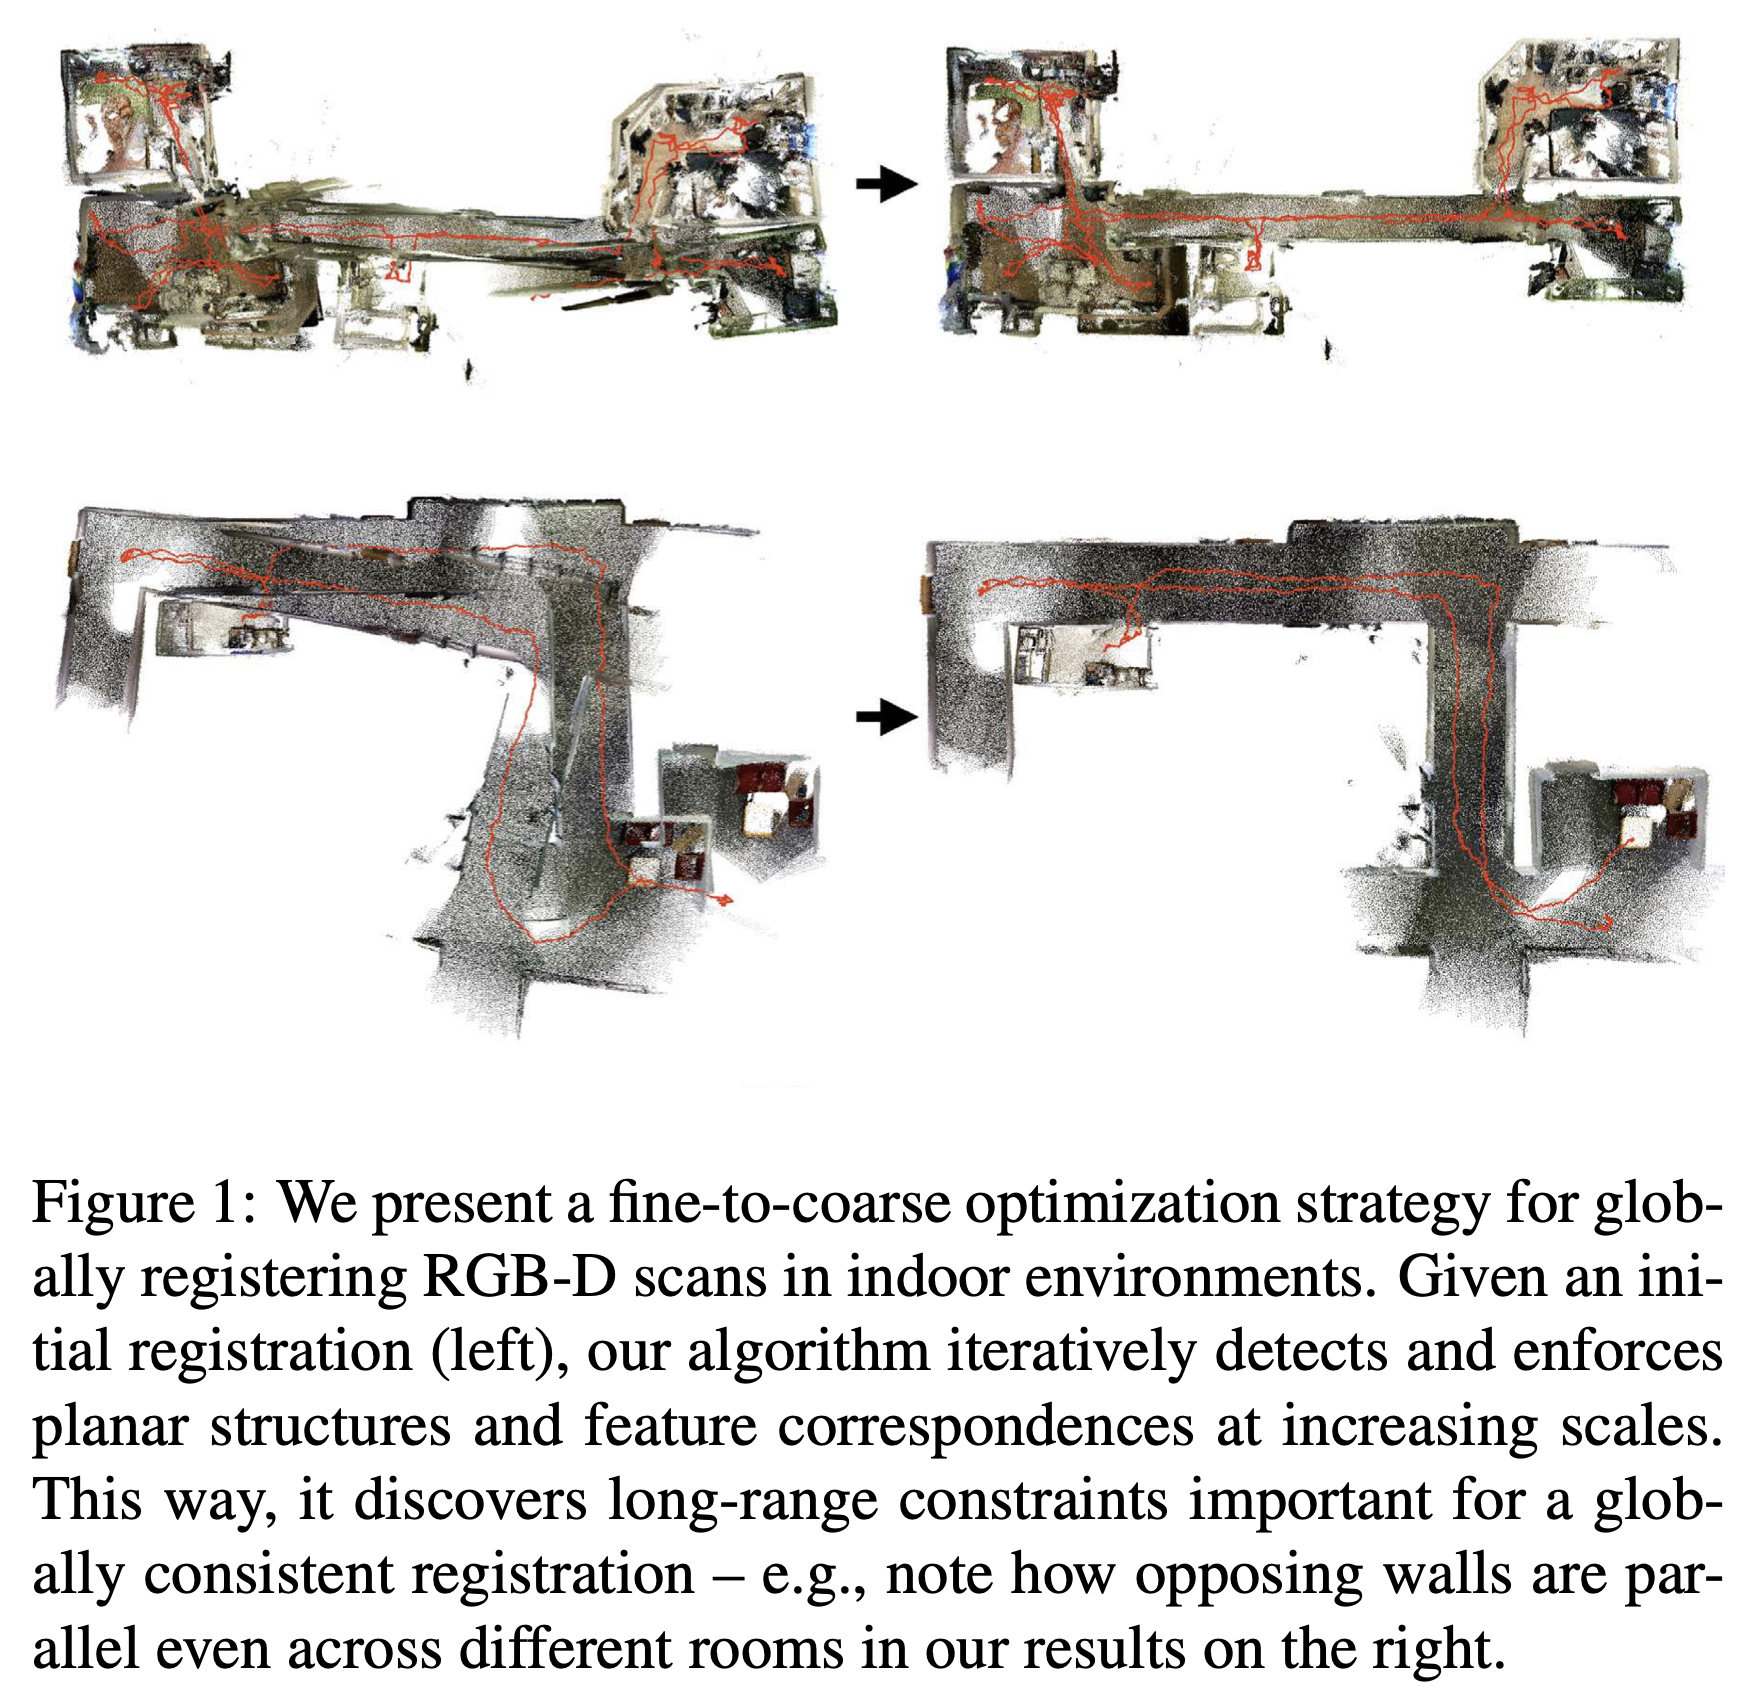 Figure 1: We present a fine-to-coarse optimization strategy for glob-
ally registering RGB-D scans in indoor environments. Given an ini-
tial registration (left), our algorithm iteratively detects and enforces
planar structures and feature correspondences at increasing scales.
This way, it discovers long-range constraints important for a glob-
ally consistent registration – e.g., note how opposing walls are par-
allel even across different rooms in our results on the right.